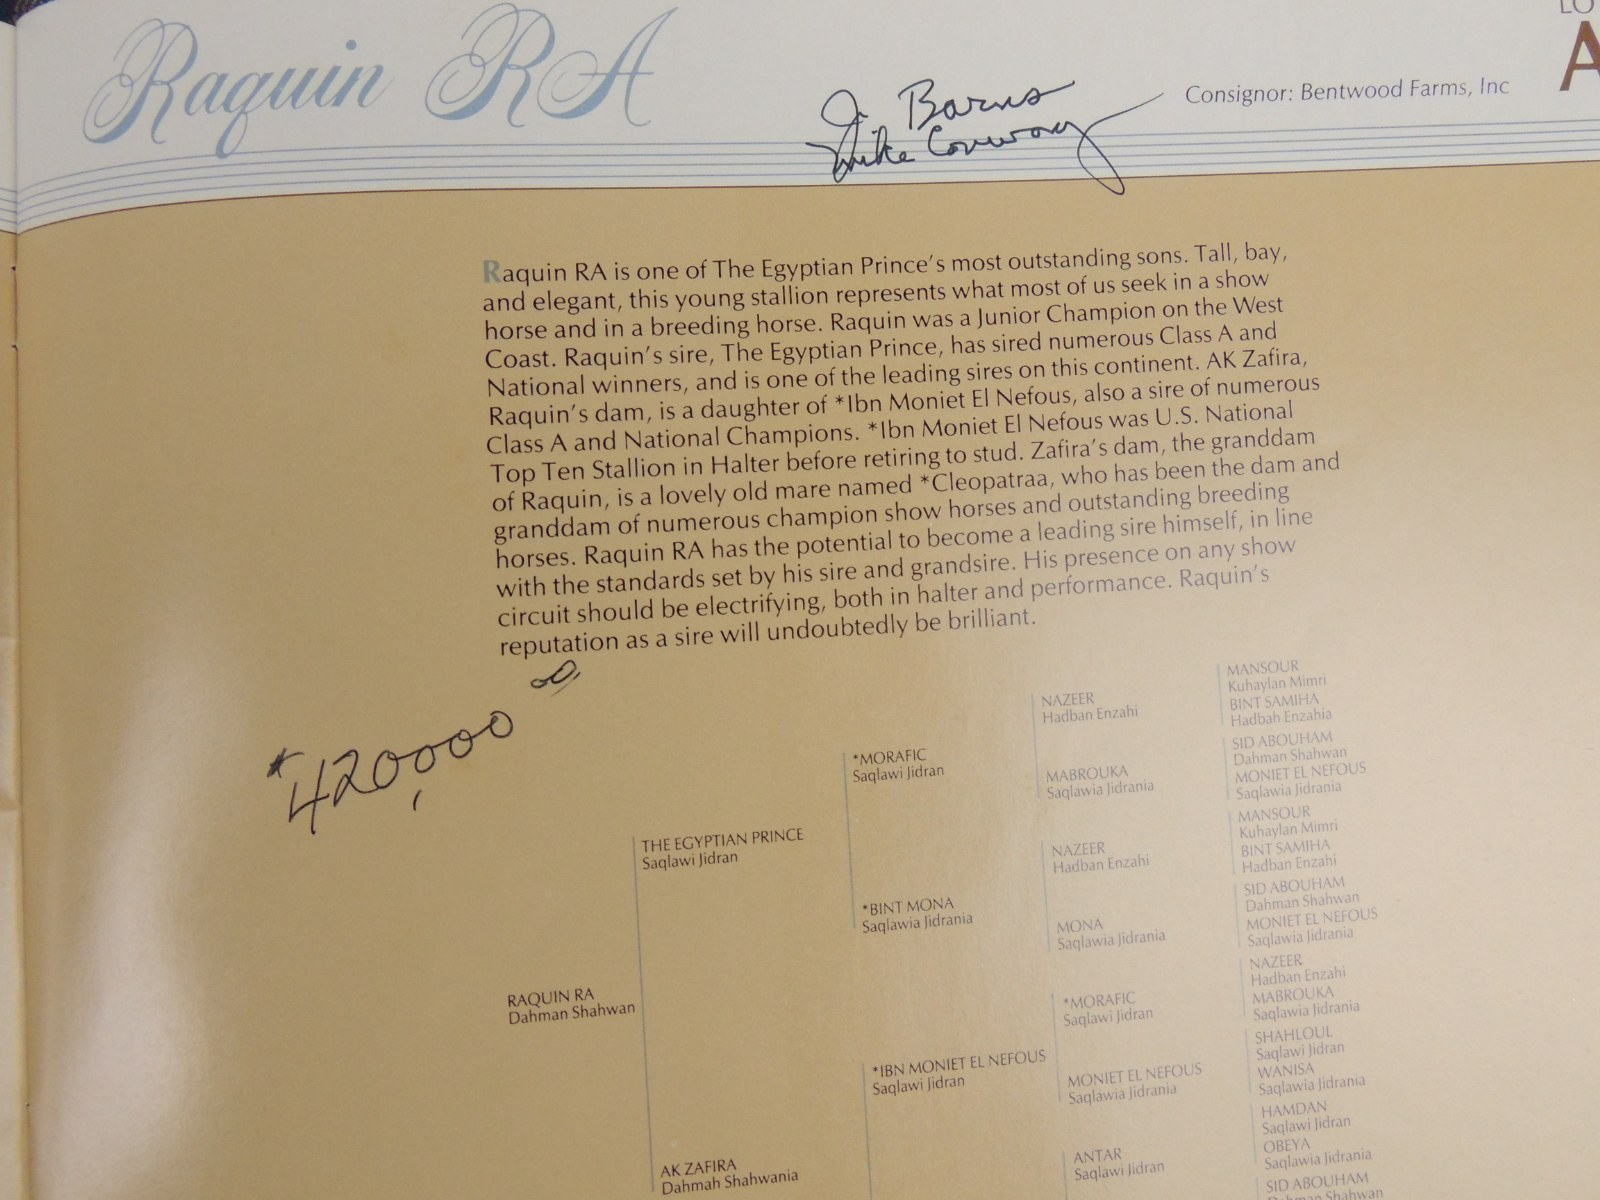 Raquin RA
LO
A
Consignor: Bentwood Farms, Inc
Barns
Mike Conway
Raquin RA is one of The Egyptian Prince's most outstanding sons. Tall, bay,
and elegant, this young stallion represents what most of us seek in a show
horse and in a breeding horse. Raquin was a Junior Champion on the West
Coast. Raquin's sire, The Egyptian Prince, has sired numerous Class A and
National winners, and is one of the leading sires on this continent. AK Zafira,
Raquin's dam, is a daughter of *Ibn Moniet El Nefous, also a sire of numerous
Class A and National Champions. *Ibn Moniet El Nefous was U.S. National
Top Ten Stallion in Halter before retiring to stud. Zafira's dam, the granddam
of Raquin, is a lovely old mare named *Cleopatraa, who has been the dam and
granddam of numerous champion show horses and outstanding breeding
horses. Raquin RA has the potential to become a leading sire himself, in line
with the standards set by his sire and grandsire. His presence on any show
circuit should be electrifying, both in halter and performance. Raquin's
reputation as a sire will undoubtedly be brilliant.
420,000 00
RAQUIN RA
Dahman Shahwan
THE EGYPTIAN PRINCE
Saqlawi Jidran
AK ZAFIRA
Dahmah Shahwania
*MORAFIC
Saqlawi Jidran
*BINT MONA
Saqlawia Jidrania
*IBN MONIET EL NEFOUS
Saqlawi Jidran
NAZEER
Hadban Enzahi
MABROUKA
Saqlawia Jidrania
NAZEER
Hadban Enzahi
MONA
Saqlawia Jidrania
*MORAFIC
Saqlawi Jidran
MONIET EL NEFOUS
Saqlawia Jidrania
ANTAR
Saqlawi Jidran
MANSOUR
Kuhaylan Mimri
BINT SAMIHA
Hadbah Enzahia
SID ABOUHAM
Dahman Shahwan
MONIET EL NEFOUS
Saqlawia Jidrania
MANSOUR
Kuhaylan Mimri
BINT SAMIHA
Hadban Enzahi
SID ABOUHAM
Dahman Shahwan
MONIET EL NEFOUS
Saqlawia Jidrania
NAZEER
Hadban Enzahi
MABROUKA
Saqlawia Jidrania
SHAHLOUL
Saqlawi Jidran
WANISA
Saqlawia Jidrania
HAMDAN
Saqlawi Jidran
OBEYA
Saqlawia Jidrania
SID ABOUHAM
Dahman Shahwan